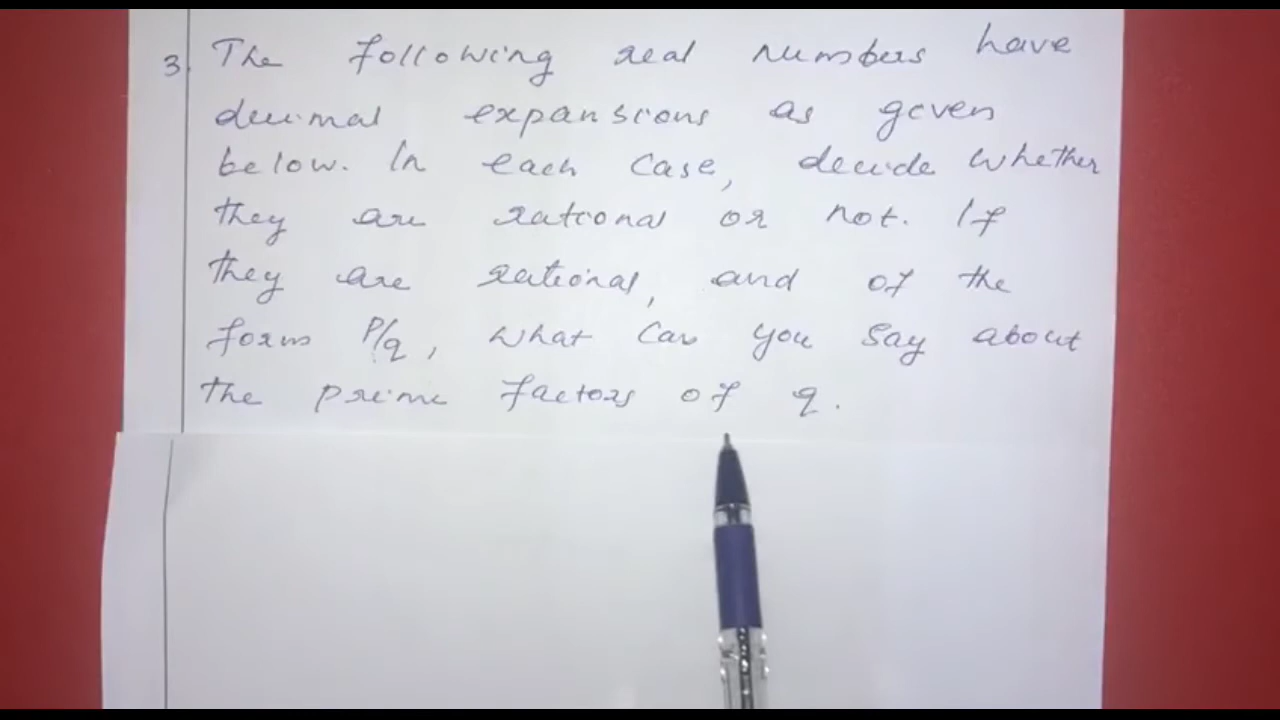 3. The following real numbers have
decimal expansions as given
below. In each case, decide whether
they are rational or not. If
they are rational, and of the
form P/q, what can you say about
the prime factors of q.